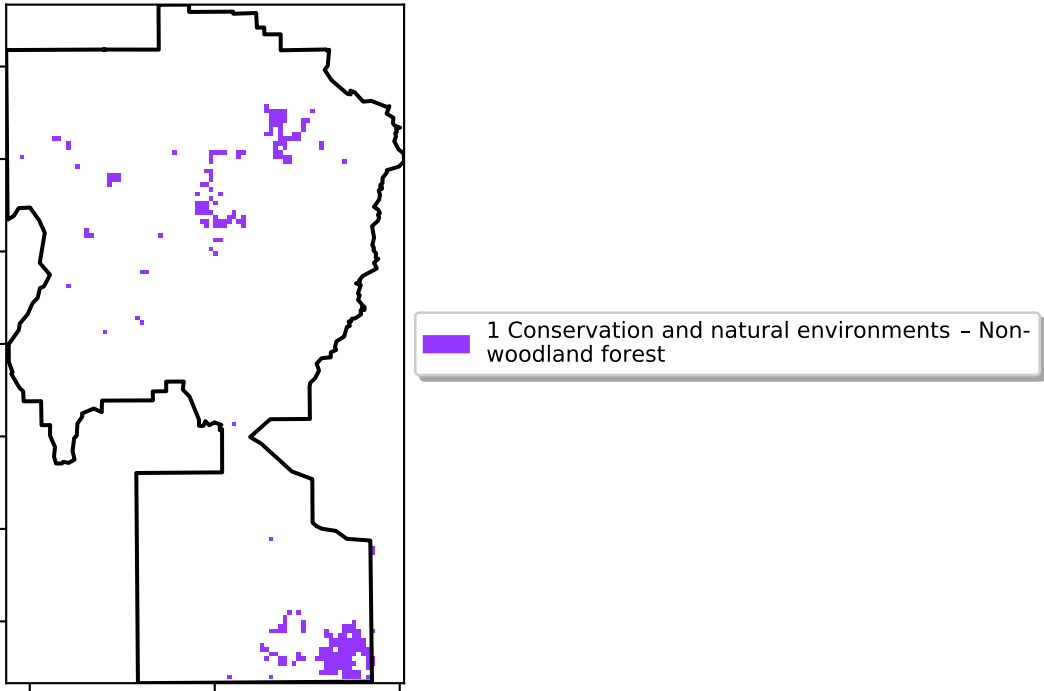 1 Conservation and natural environments – Non-
woodland forest